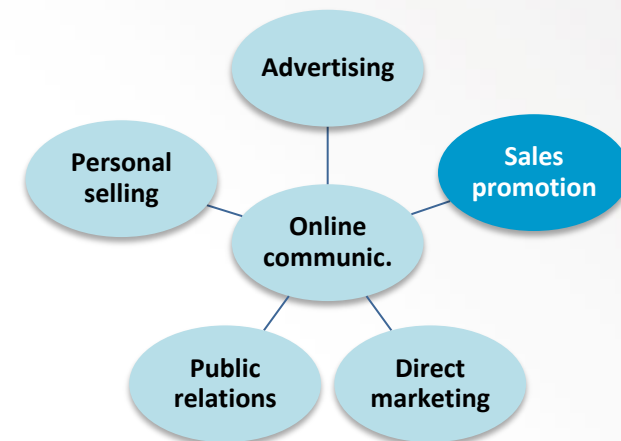 Advertising
Personal
selling
Sales
promotion
Online
communic.
Public
relations
Direct
marketing